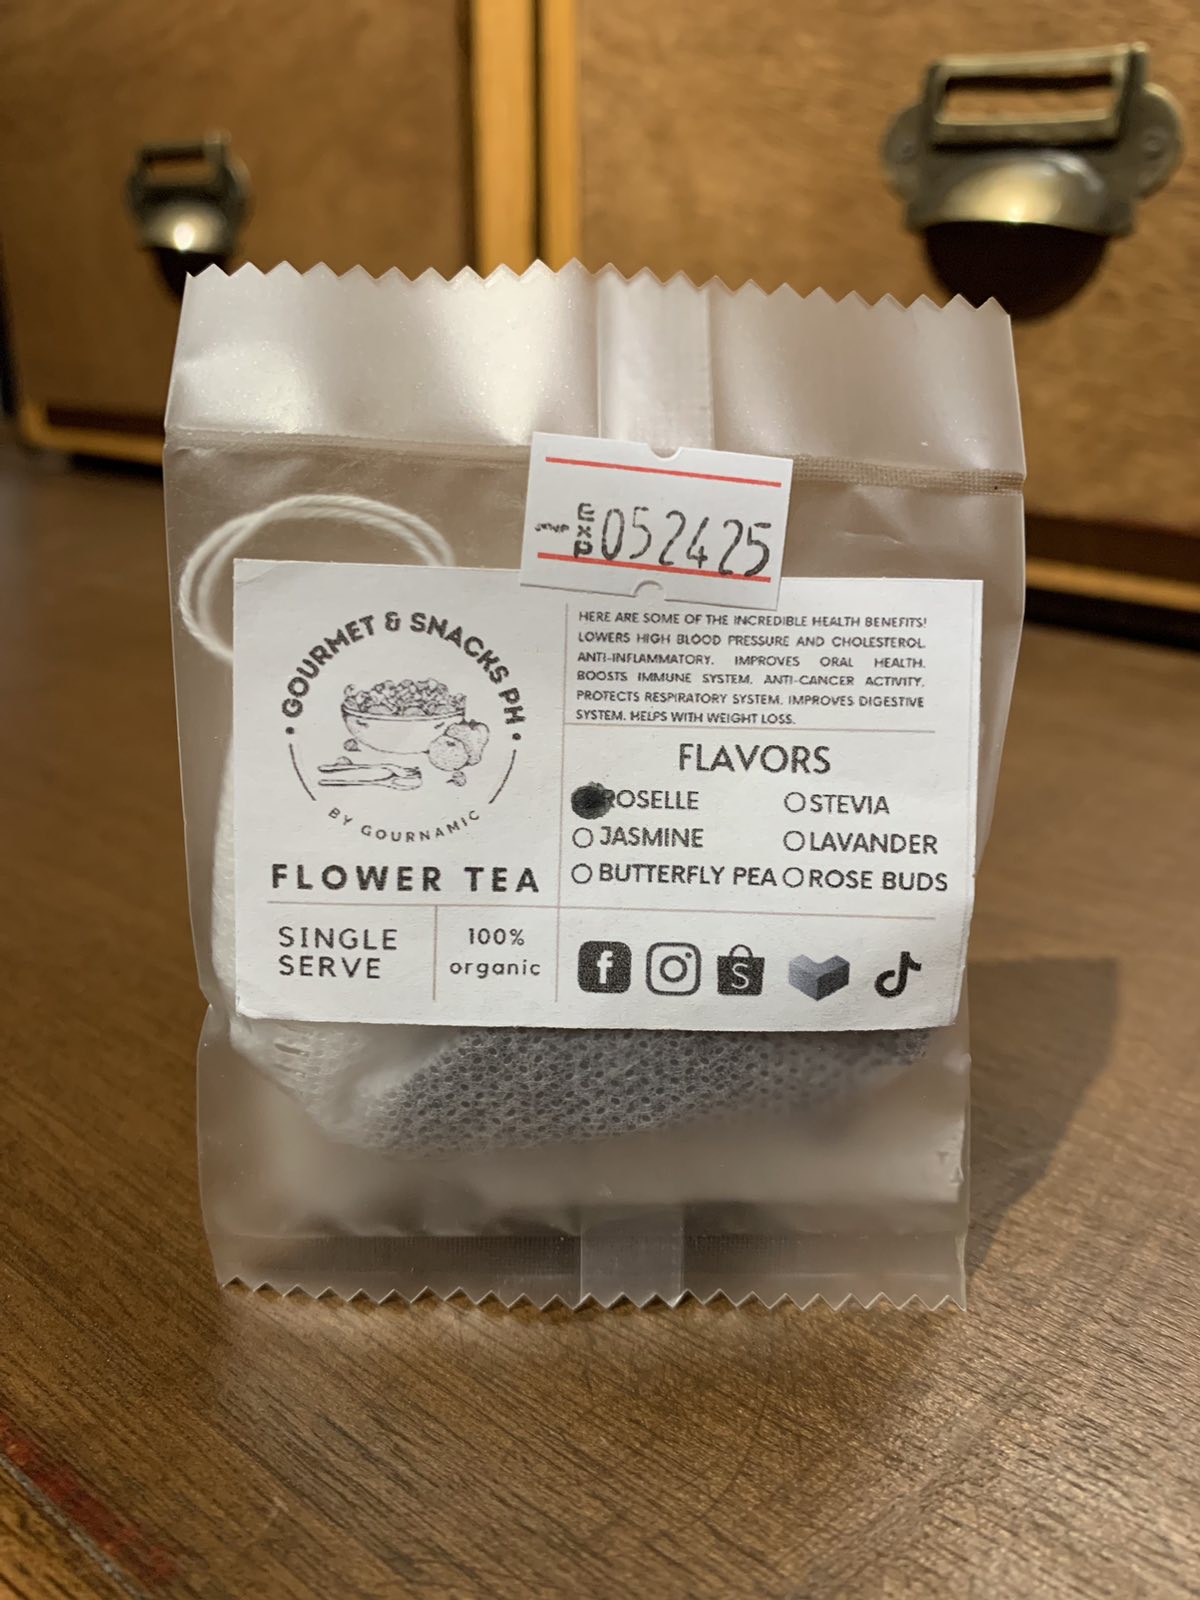 EXP 052425
GOURMET & SNACKS PH
BY GOURNAMIC
FLOWER TEA
SINGLE
SERVE
100%
organic
HERE ARE SOME OF THE INCREDIBLE HEALTH BENEFITS!
LOWERS HIGH BLOOD PRESSURE AND CHOLESTEROL.
ANTI-INFLAMMATORY. IMPROVES ORAL HEALTH.
BOOSTS IMMUNE SYSTEM. ANTI-CANCER ACTIVITY.
PROTECTS RESPIRATORY SYSTEM. IMPROVES DIGESTIVE
SYSTEM. HELPS WITH WEIGHT LOSS.
FLAVORS
ROSELLE STEVIA
JASMINE LAVANDER
BUTTERFLY PEA ROSE BUDS